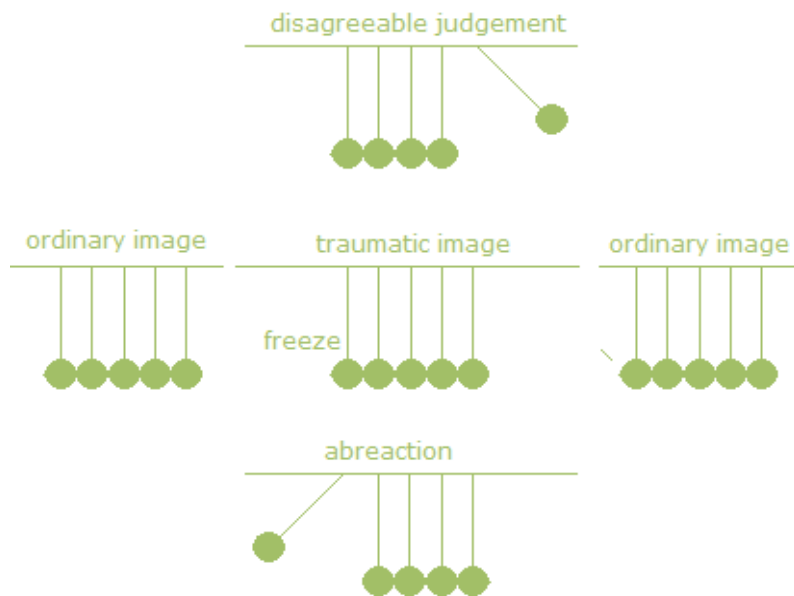 disagreeable judgement
ordinary image
traumatic image
ordinary image
freeze
abreaction